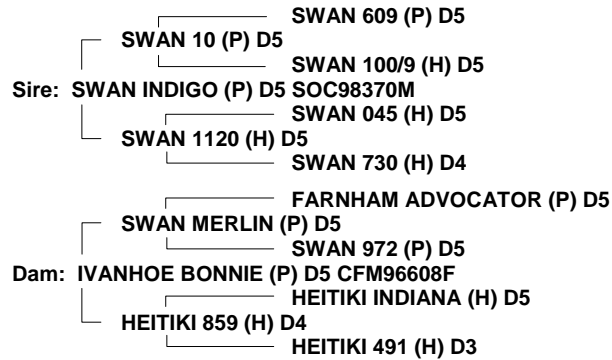 SWAN 609 (P) D5
SWAN 10 (P) D5
SWAN 100/9 (H) D5
Sire: SWAN INDIGO (P) D5 SOC98370M
SWAN 045 (H) D5
SWAN 1120 (H) D5
SWAN 730 (H) D4
FARNHAM ADVOCATOR (P) D5
SWAN MERLIN (P) D5
SWAN 972 (P) D5
Dam: IVANHOE BONNIE (P) D5 CFM96608F
HEITIKI INDIANA (H) D5
HEITIKI 859 (H) D4
HEITIKI 491 (H) D3